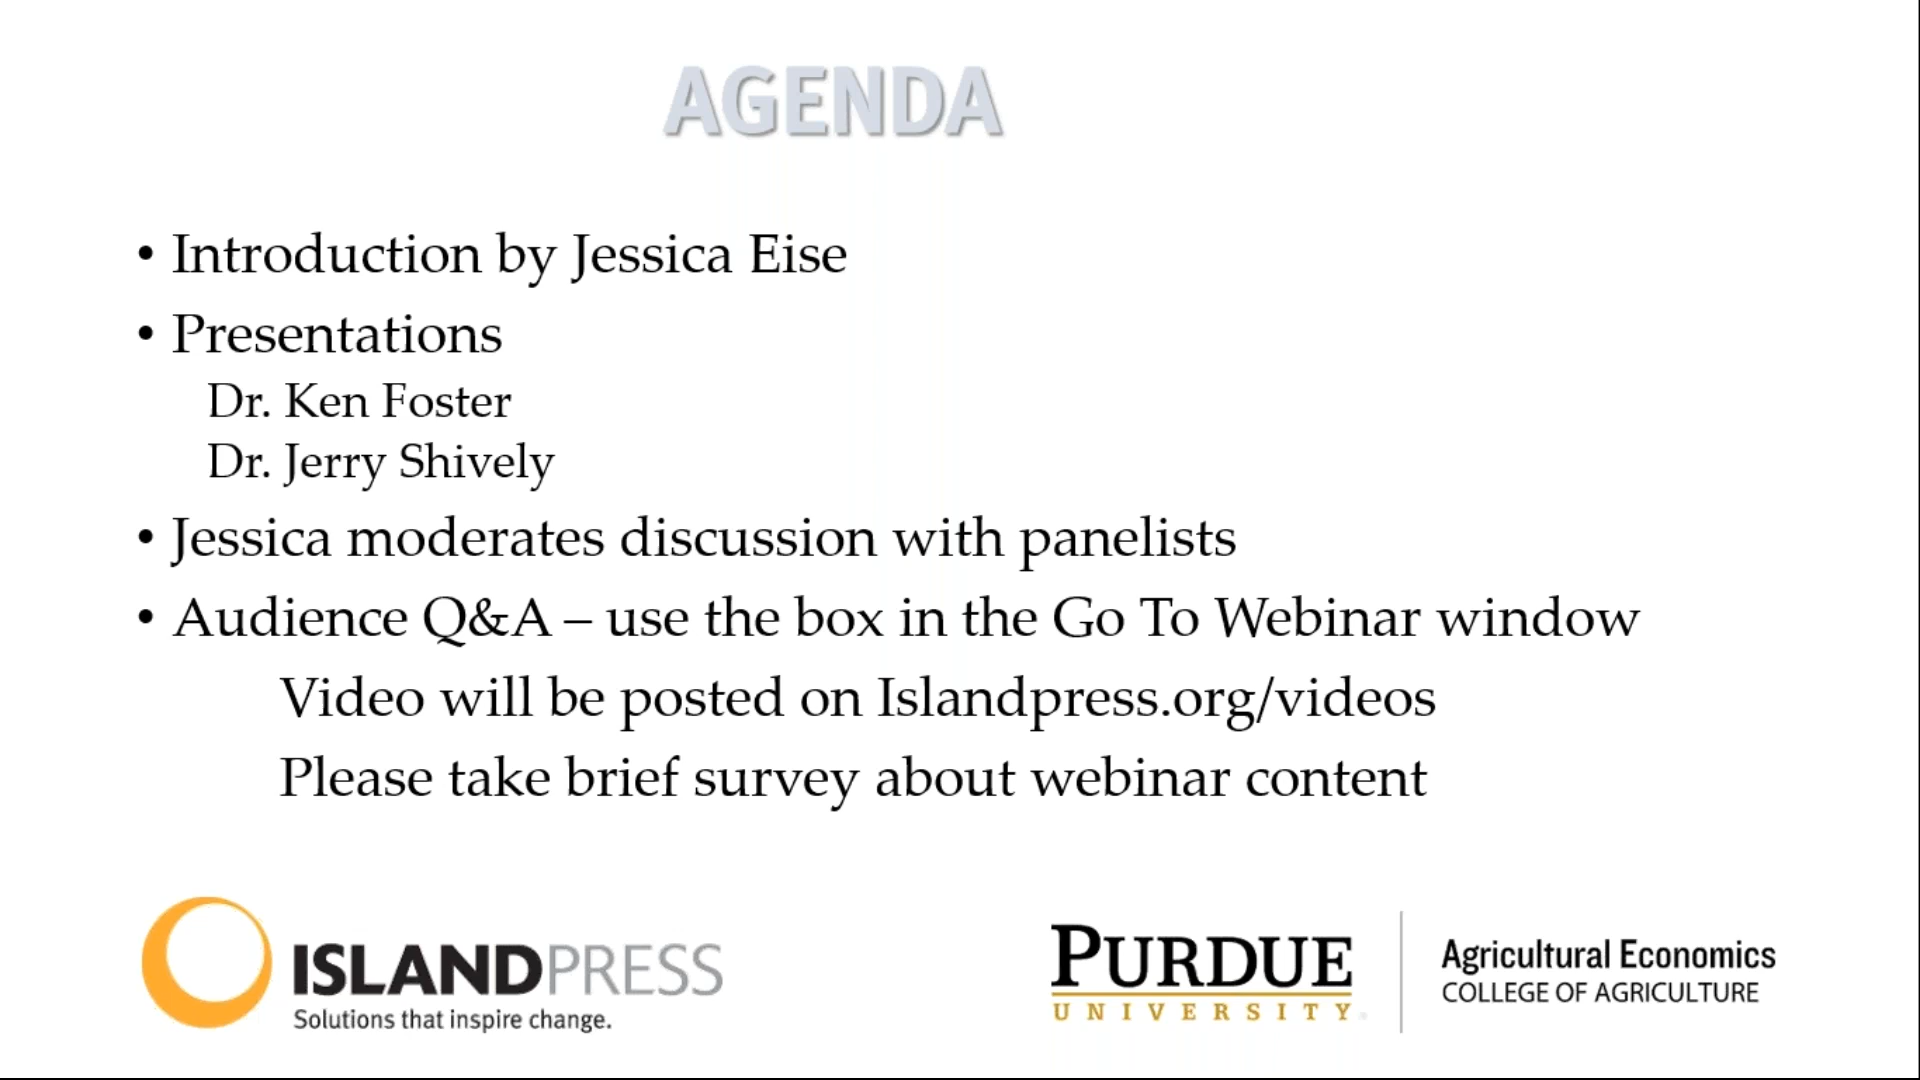 AGENDA
• Introduction by Jessica Eise
• Presentations
Dr. Ken Foster
Dr. Jerry Shively
• Jessica moderates discussion with panelists
• Audience Q&A – use the box in the Go To Webinar window
Video will be posted on Islandpress.org/videos
Please take brief survey about webinar content
ISLANDPRESS
Solutions that inspire change.
PURDUE
UNIVERSITY
Agricultural Economics
COLLEGE OF AGRICULTURE